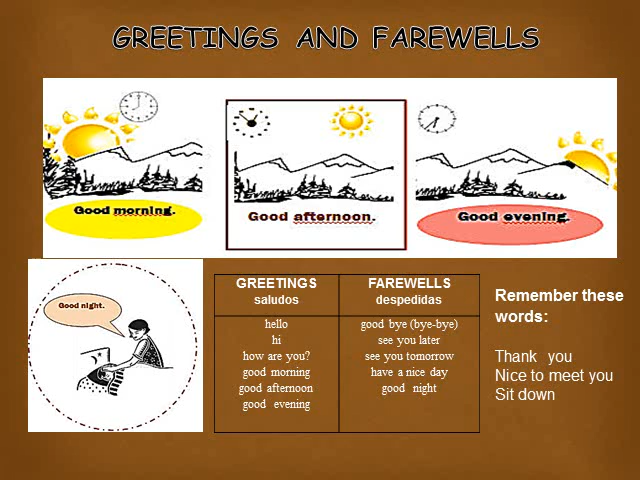 GREETINGS AND FAREWELLS
Good morning.
Good afternoon.
Good evening.
Good night.
GREETINGS
saludos
hello
hi
how are you?
good morning
good afternoon
good evening
FAREWELLS
despedidas
good bye (bye-bye)
see you later
see you tomorrow
have a nice day
good night
Remember these
words:
Thank you
Nice to meet you
Sit down